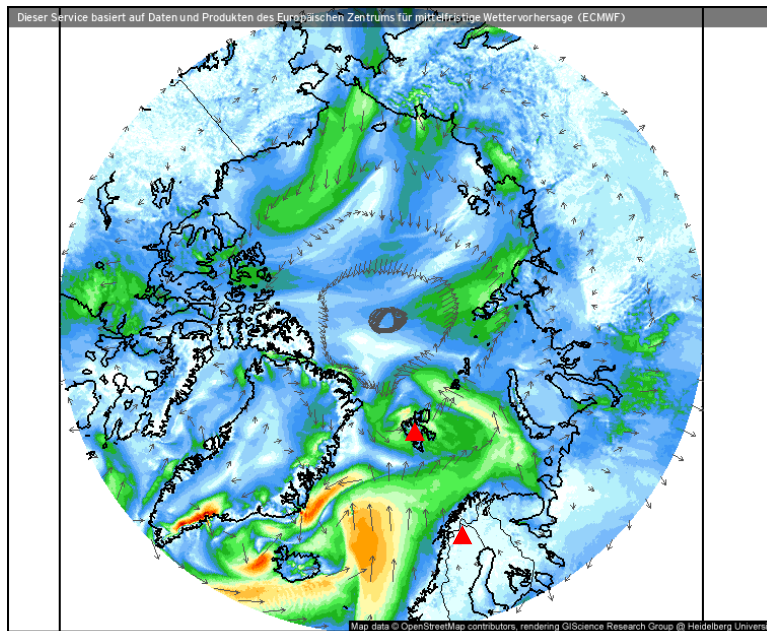 Dieser Service basiert auf Daten und Produkten des Europäischen Zentrums für mittelfristige Wettervorhersage (ECMWF)
Map data © OpenStreetMap contributors, rendering GIScience Research Group @ Heidelberg Univers